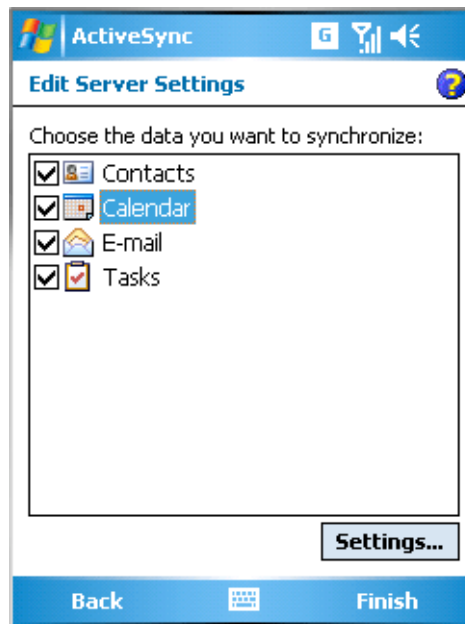 ActiveSync G
Edit Server Settings ?
Choose the data you want to synchronize:
Contacts
Calendar
E-mail
Tasks
Settings...
Back Finish